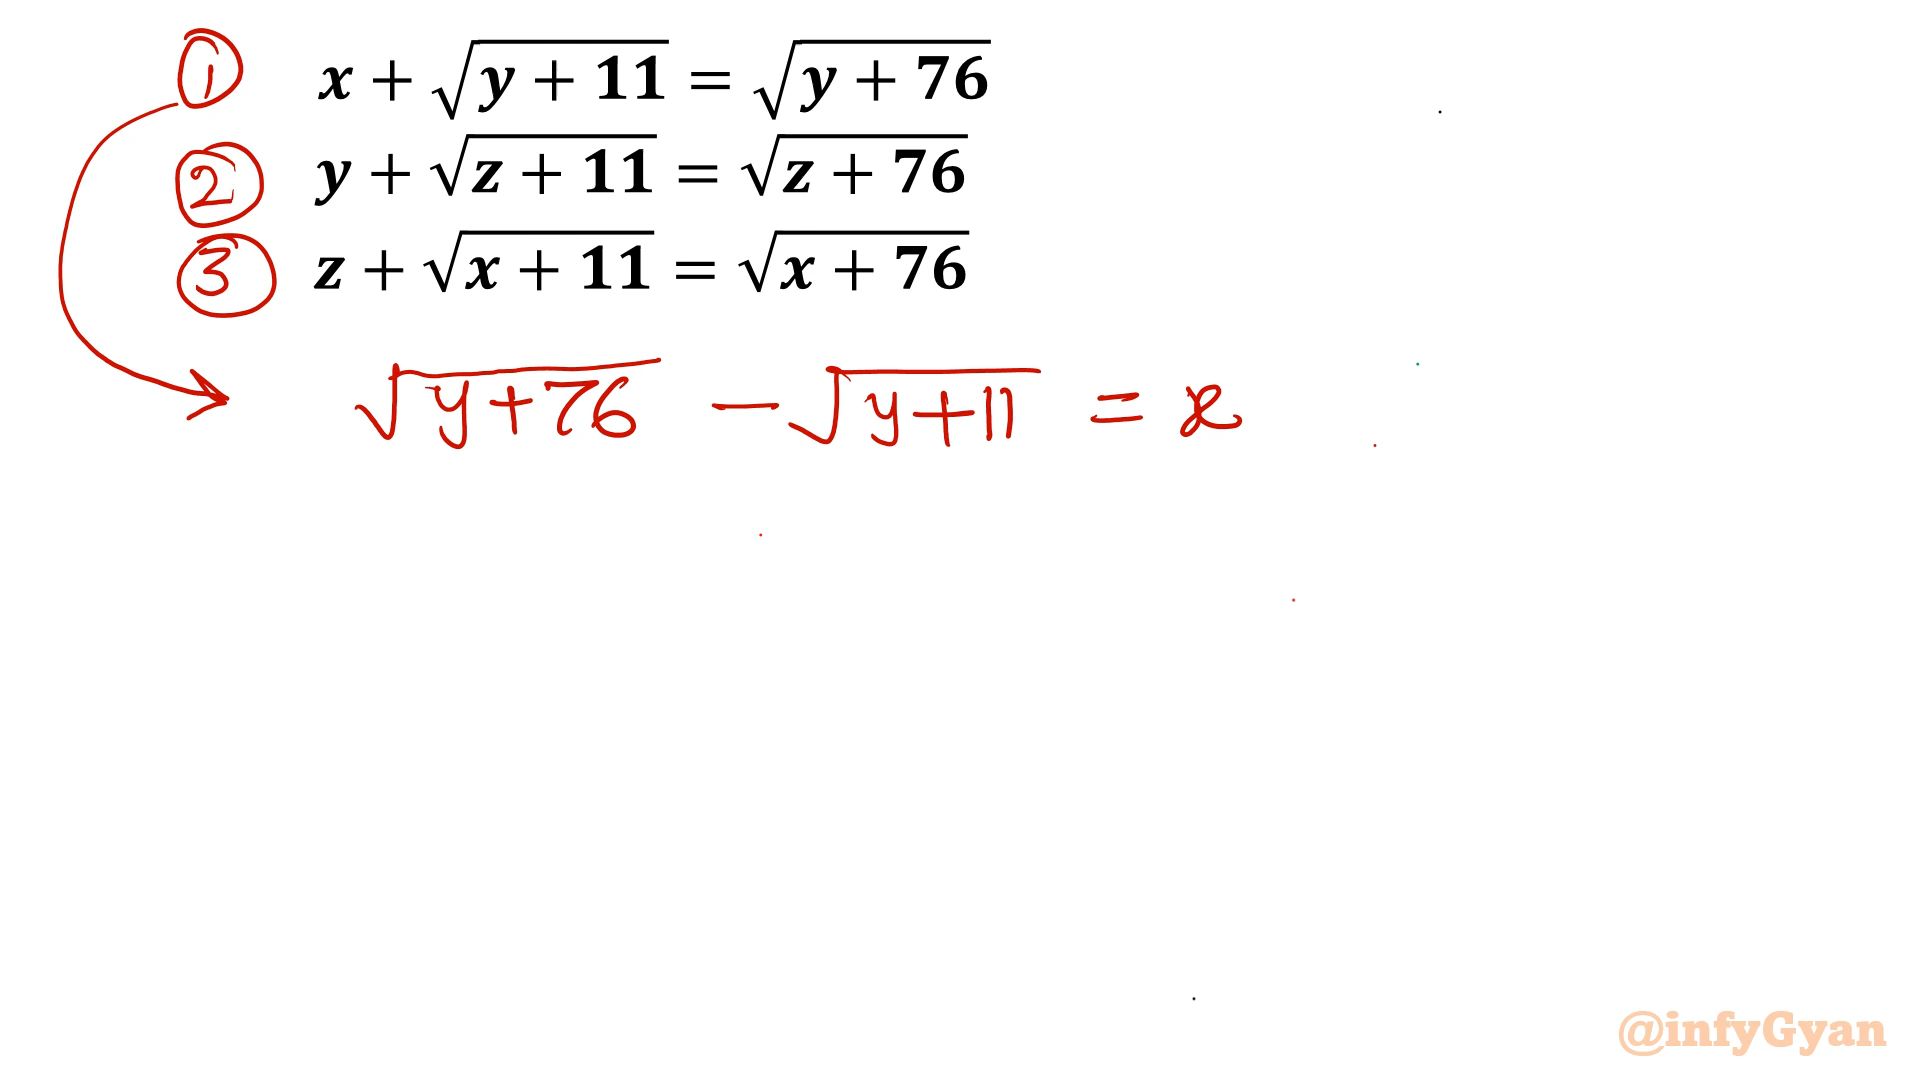 ① x + √(y + 11) = √(y + 76)
② y + √(z + 11) = √(z + 76)
③ z + √(x + 11) = √(x + 76)
√(y+76) - √(y+11) = x
@infyGyan